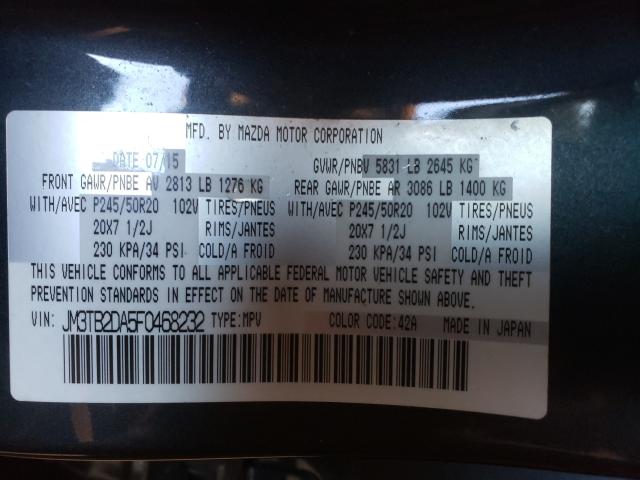 MFD. BY MAZDA MOTOR CORPORATION
DATE 07/15 GVWR/PNBV 5831 LB 2645 KG
FRONT GAWR/PNBE AV 2813 LB 1276 KG REAR GAWR/PNBE AR 3086 LB 1400 KG
WITH/AVEC P245/50R20 102V TIRES/PNEUS WITH/AVEC P245/50R20 102V TIRES/PNEUS
20X7 1/2J RIMS/JANTES 20X7 1/2J RIMS/JANTES
230 KPA/34 PSI COLD/A FROID 230 KPA/34 PSI COLD/A FROID
THIS VEHICLE CONFORMS TO ALL APPLICABLE FEDERAL MOTOR VEHICLE SAFETY AND THEFT
PREVENTION STANDARDS IN EFFECT ON THE DATE OF MANUFACTURE SHOWN ABOVE.
VIN: JM3TB2DA5F0468232 TYPE:MPV COLOR CODE:42A MADE IN JAPAN